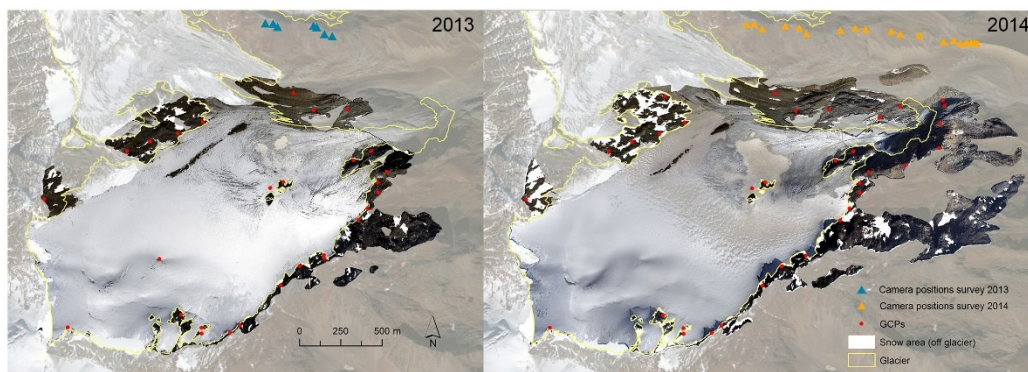 2013
2014
Camera positions survey 2013
Camera positions survey 2014
GCPs
Snow area (off glacier)
Glacier
0 250 500 m
N